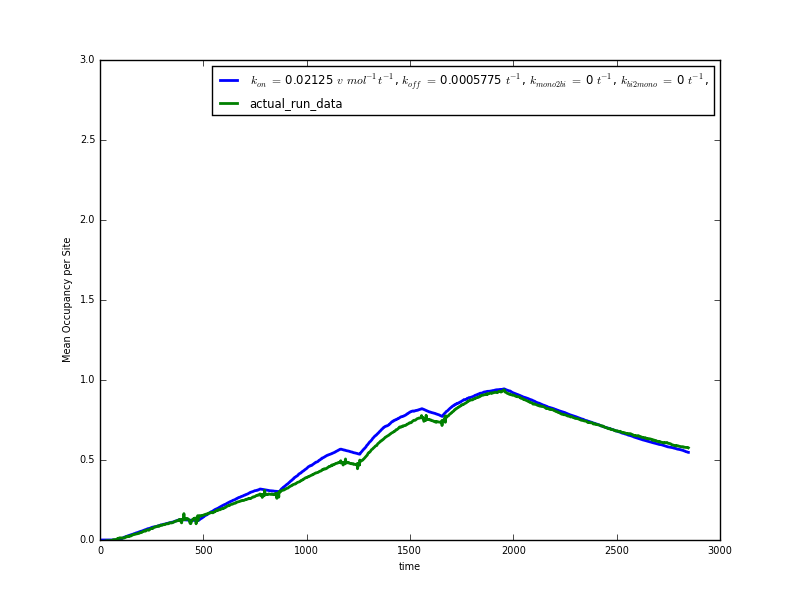 3.0
k_on = 0.02125 v mol^-1 t^-1, k_off = 0.0005775 t^-1, k_mono2bi = 0 t^-1, k_bi2mono = 0 t^-1,
actual_run_data
2.5
2.0
1.5
1.0
0.5
0.0
Mean Occupancy per Site
0 500 1000 1500 2000 2500 3000
time